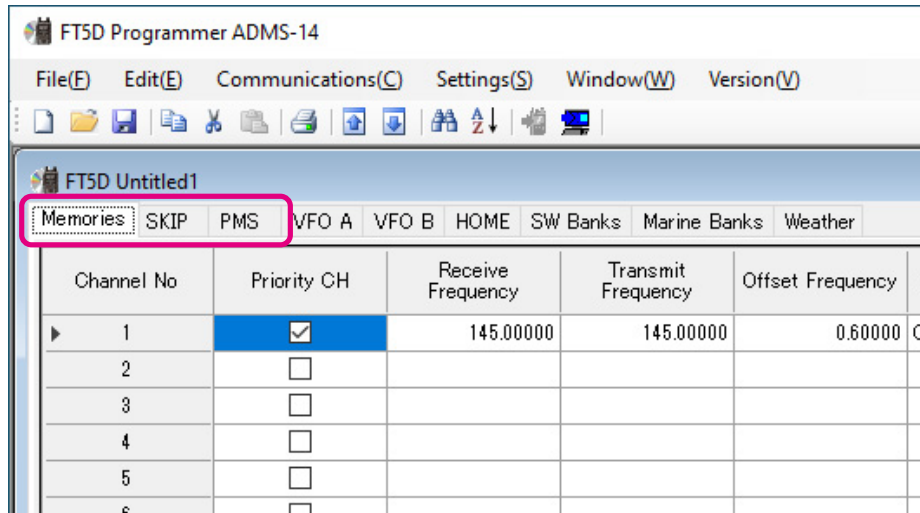 FT5D Programmer ADMS-14
File(F) Edit(E) Communications(C) Settings(S) Window(W) Version(V)
FT5D Untitled1
Memories SKIP PMS VFO A VFO B HOME SW Banks Marine Banks Weather
Channel No Priority CH Receive Frequency Transmit Frequency Offset Frequency
1 145.00000 145.00000 0.60000
2
3
4
5